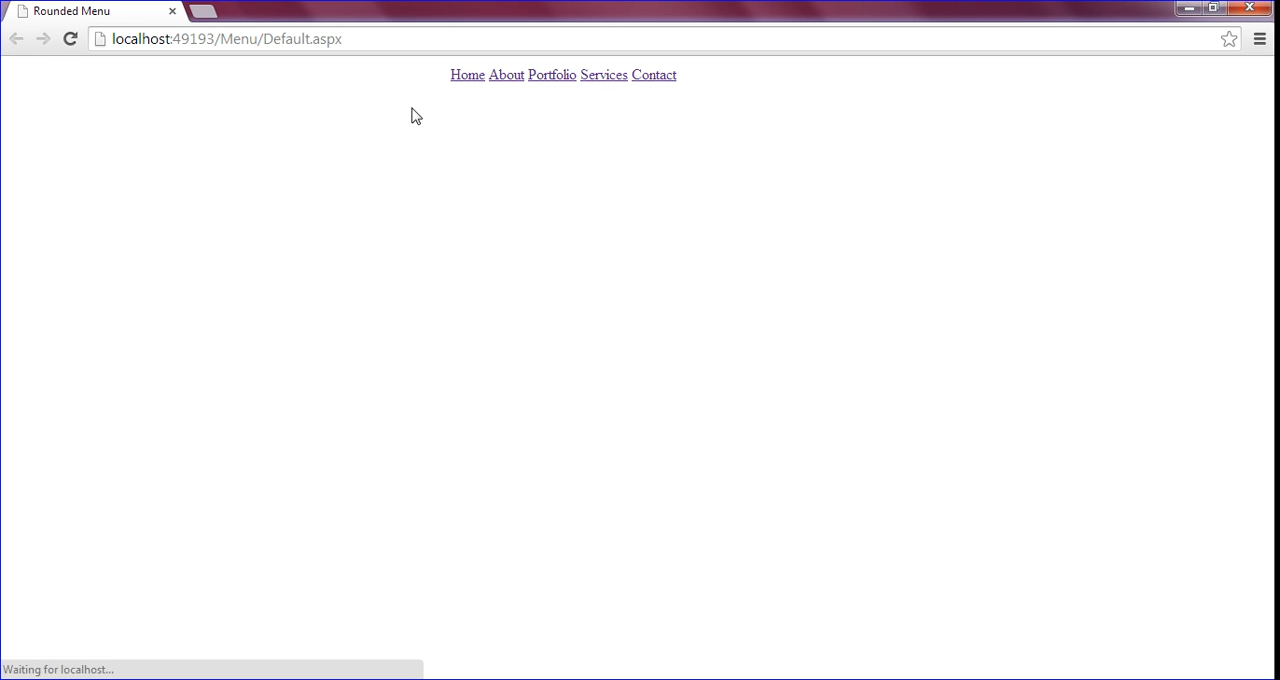 Rounded Menu
localhost:49193/Menu/Default.aspx
Home About Portfolio Services Contact
Waiting for localhost...